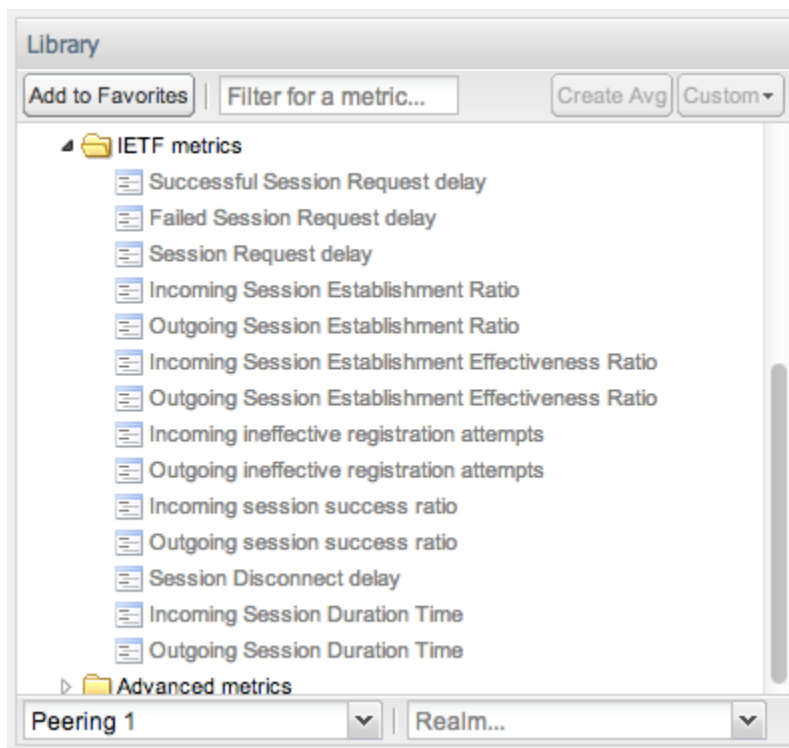 Library
Add to Favorites Filter for a metric... Create Avg Custom
IETF metrics
Successful Session Request delay
Failed Session Request delay
Session Request delay
Incoming Session Establishment Ratio
Outgoing Session Establishment Ratio
Incoming Session Establishment Effectiveness Ratio
Outgoing Session Establishment Effectiveness Ratio
Incoming ineffective registration attempts
Outgoing ineffective registration attempts
Incoming session success ratio
Outgoing session success ratio
Session Disconnect delay
Incoming Session Duration Time
Outgoing Session Duration Time
Advanced metrics
Peering 1 Realm...